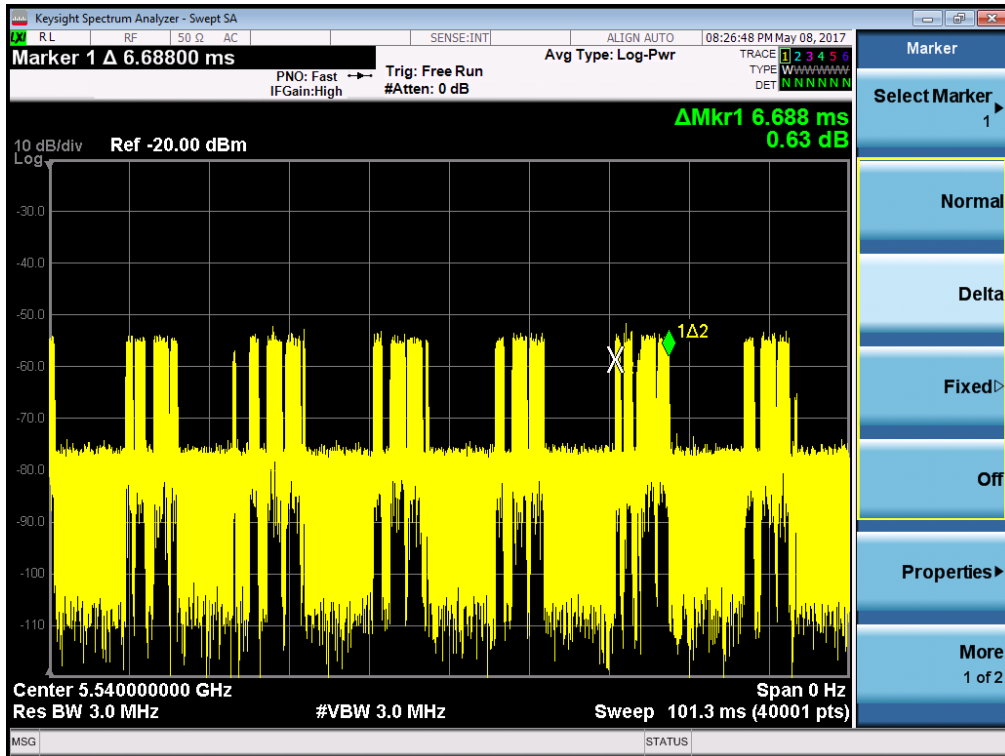 Keysight Spectrum Analyzer - Swept SA
LXI RL RF 50 Ω AC SENSE:INT ALIGN AUTO 08:26:48 PM May 08, 2017
Marker 1 Δ 6.68800 ms
PNO: Fast
IFGain:High
Trig: Free Run
#Atten: 0 dB
Avg Type: Log-Pwr
TRACE 1 2 3 4 5 6
TYPE WWWWWW
DET N N N N N N
ΔMkr1 6.688 ms
0.63 dB
10 dB/div Ref -20.00 dBm
Log
-30.0
-40.0
-50.0
1Δ2
X
-60.0
-70.0
-80.0
-90.0
-100
-110
Center 5.540000000 GHz Span 0 Hz
Res BW 3.0 MHz #VBW 3.0 MHz Sweep 101.3 ms (40001 pts)
MSG STATUS
Marker
Select Marker
1
Normal
Delta
Fixed
Off
Properties
More
1 of 2